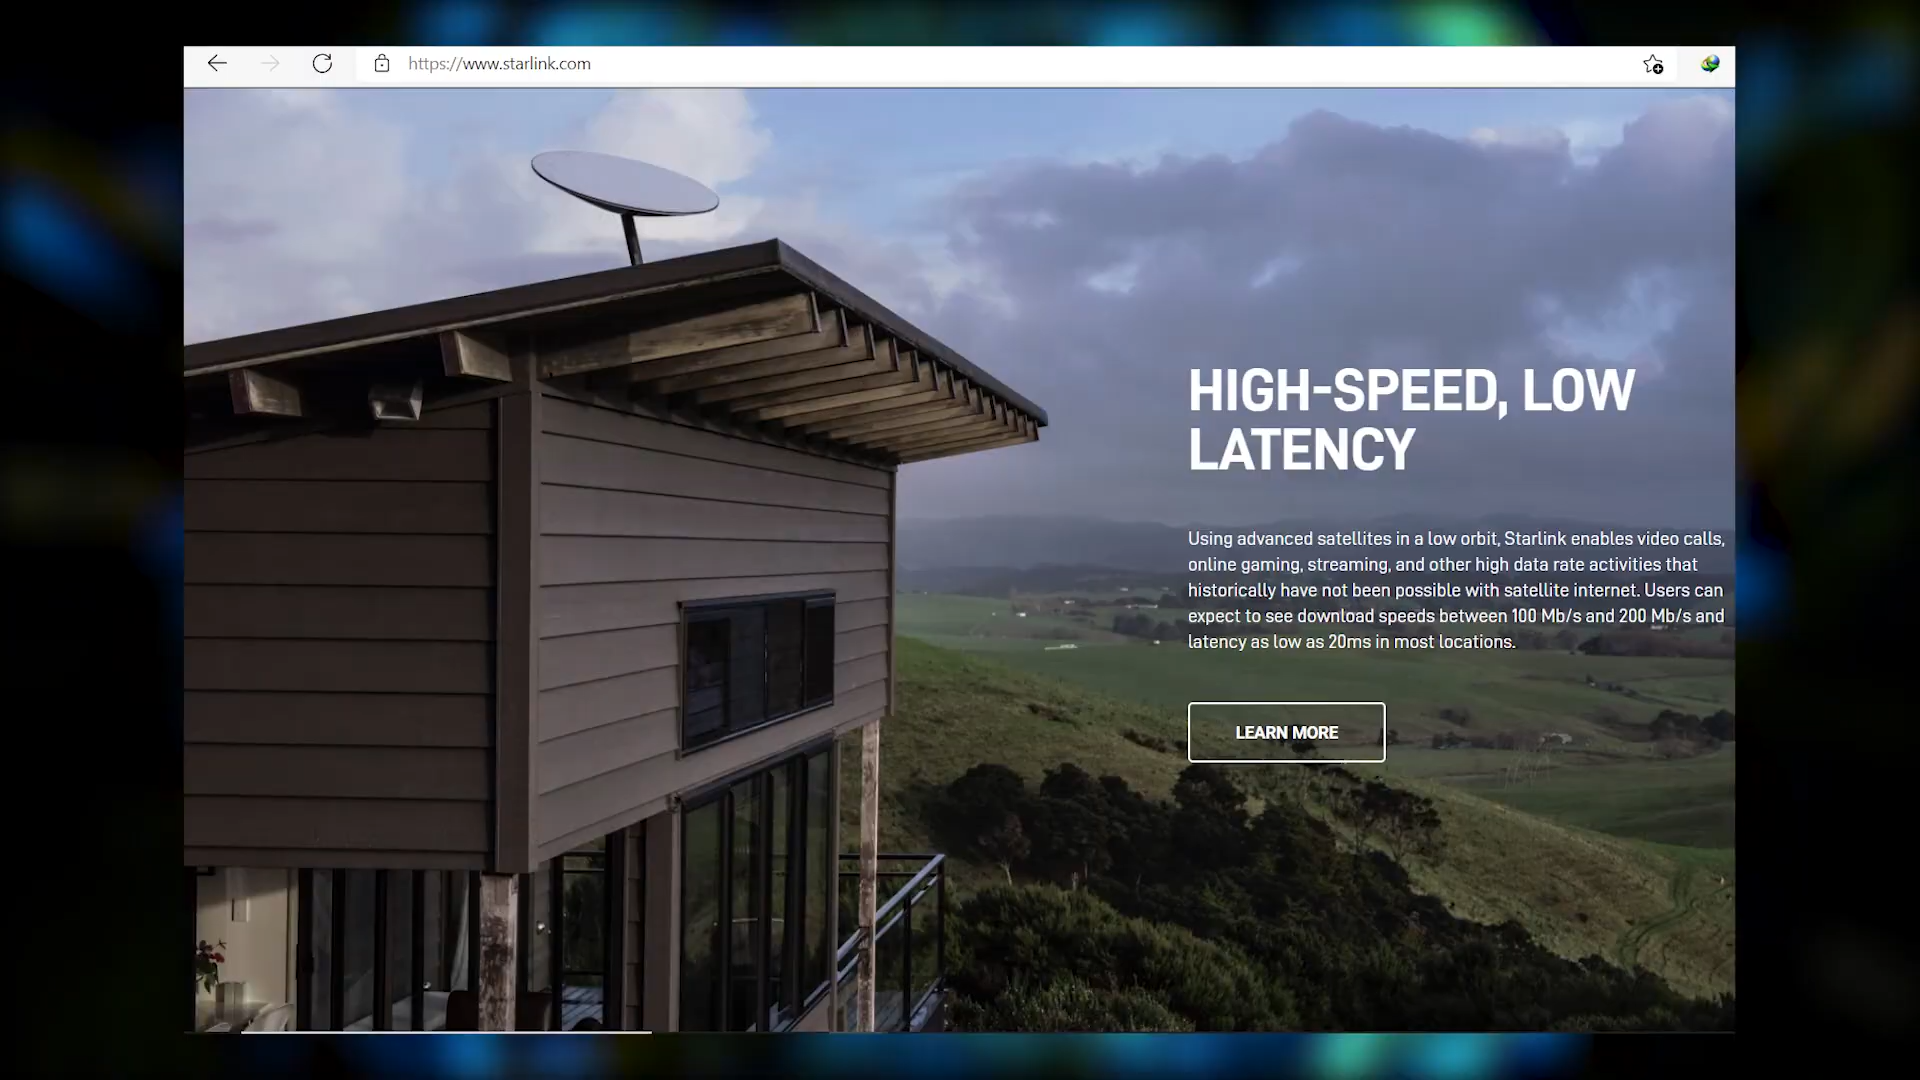 https://www.starlink.com
HIGH-SPEED, LOW
LATENCY
Using advanced satellites in a low orbit, Starlink enables video calls,
online gaming, streaming, and other high data rate activities that
historically have not been possible with satellite internet. Users can
expect to see download speeds between 100 Mb/s and 200 Mb/s and
latency as low as 20ms in most locations.
LEARN MORE